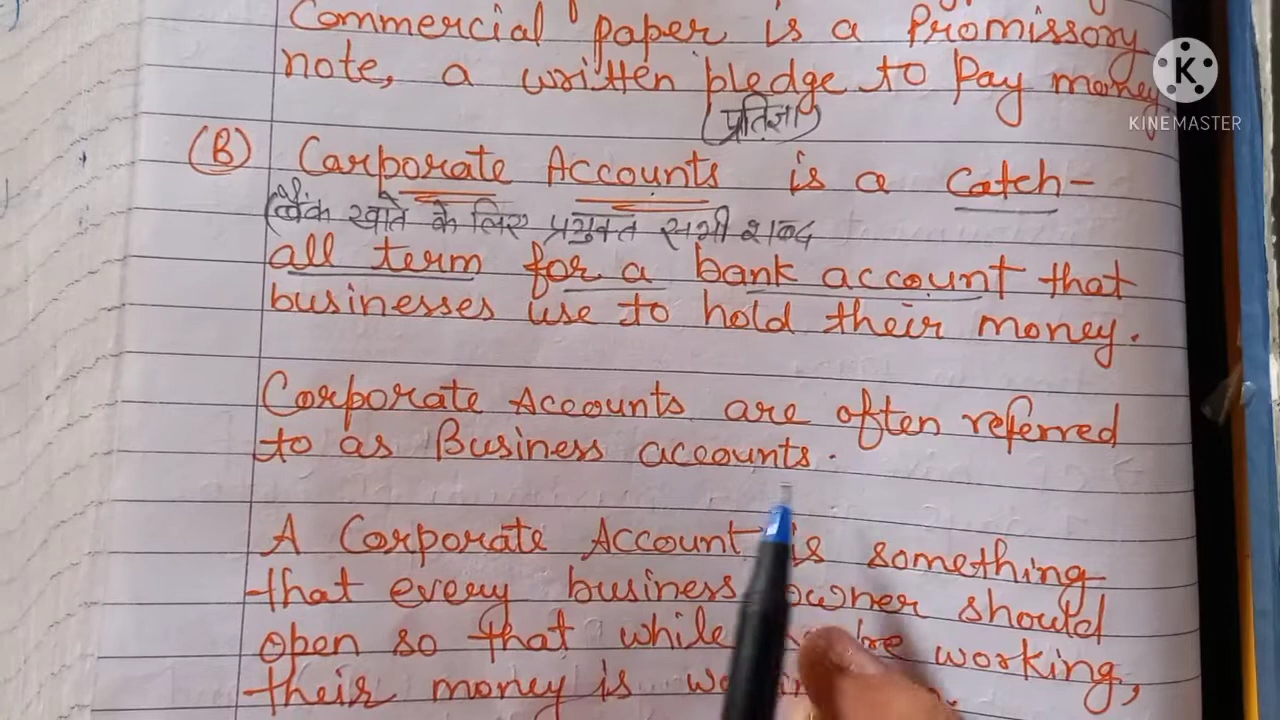 Commercial paper is a Promissory
note, a written pledge to Pay money
(प्रतिज्ञा)
K
KINEMASTER
(B) Corporate Accounts is a Catch-
(बैंक खाते के लिए प्रयुक्त सभी शब्द
all term for a bank account that
businesses use to hold their money.
Corporate Accounts are often referred
to as Business accounts.
A Corporate Account is something
that every business owner should
open so that while working,
their money is